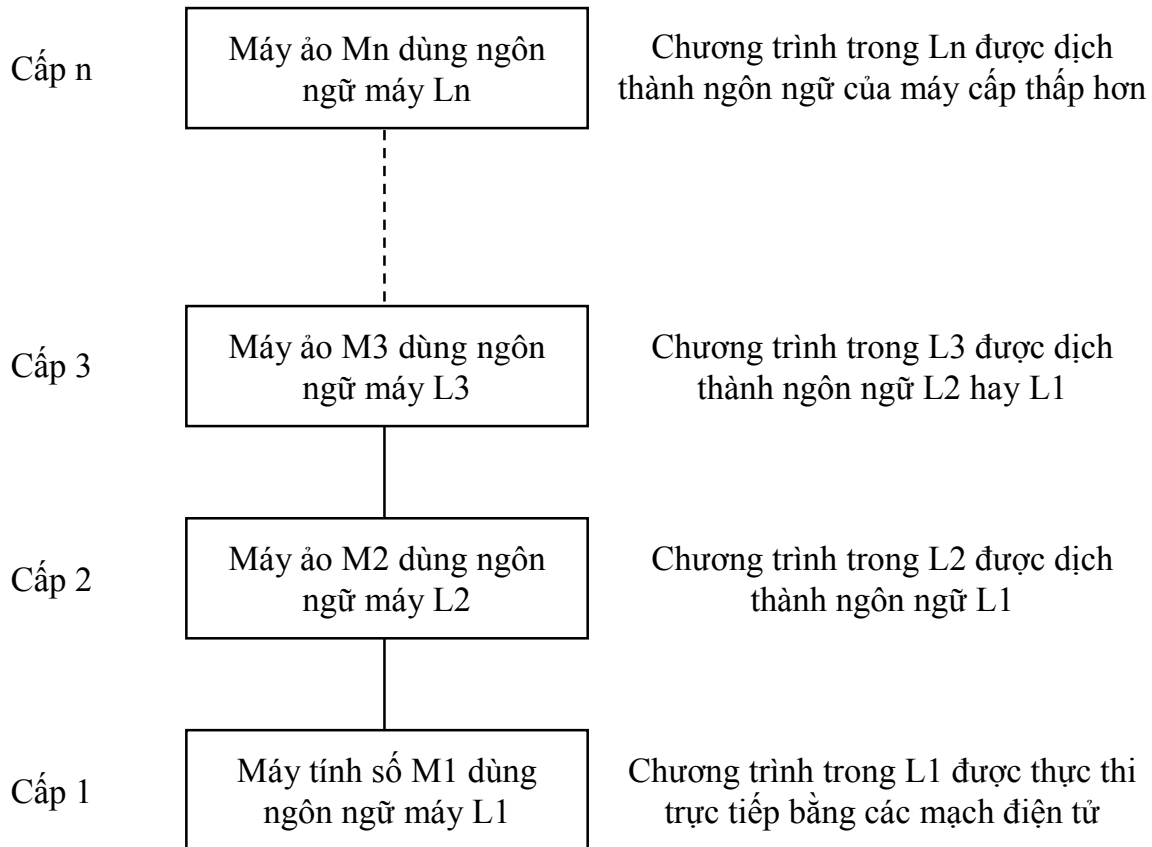 Cấp n
Máy ảo Mn dùng ngôn
ngữ máy Ln
Chương trình trong Ln được dịch
thành ngôn ngữ của máy cấp thấp hơn
Cấp 3
Máy ảo M3 dùng ngôn
ngữ máy L3
Chương trình trong L3 được dịch
thành ngôn ngữ L2 hay L1
Cấp 2
Máy ảo M2 dùng ngôn
ngữ máy L2
Chương trình trong L2 được dịch
thành ngôn ngữ L1
Cấp 1
Máy tính số M1 dùng
ngôn ngữ máy L1
Chương trình trong L1 được thực thi
trực tiếp bằng các mạch điện tử